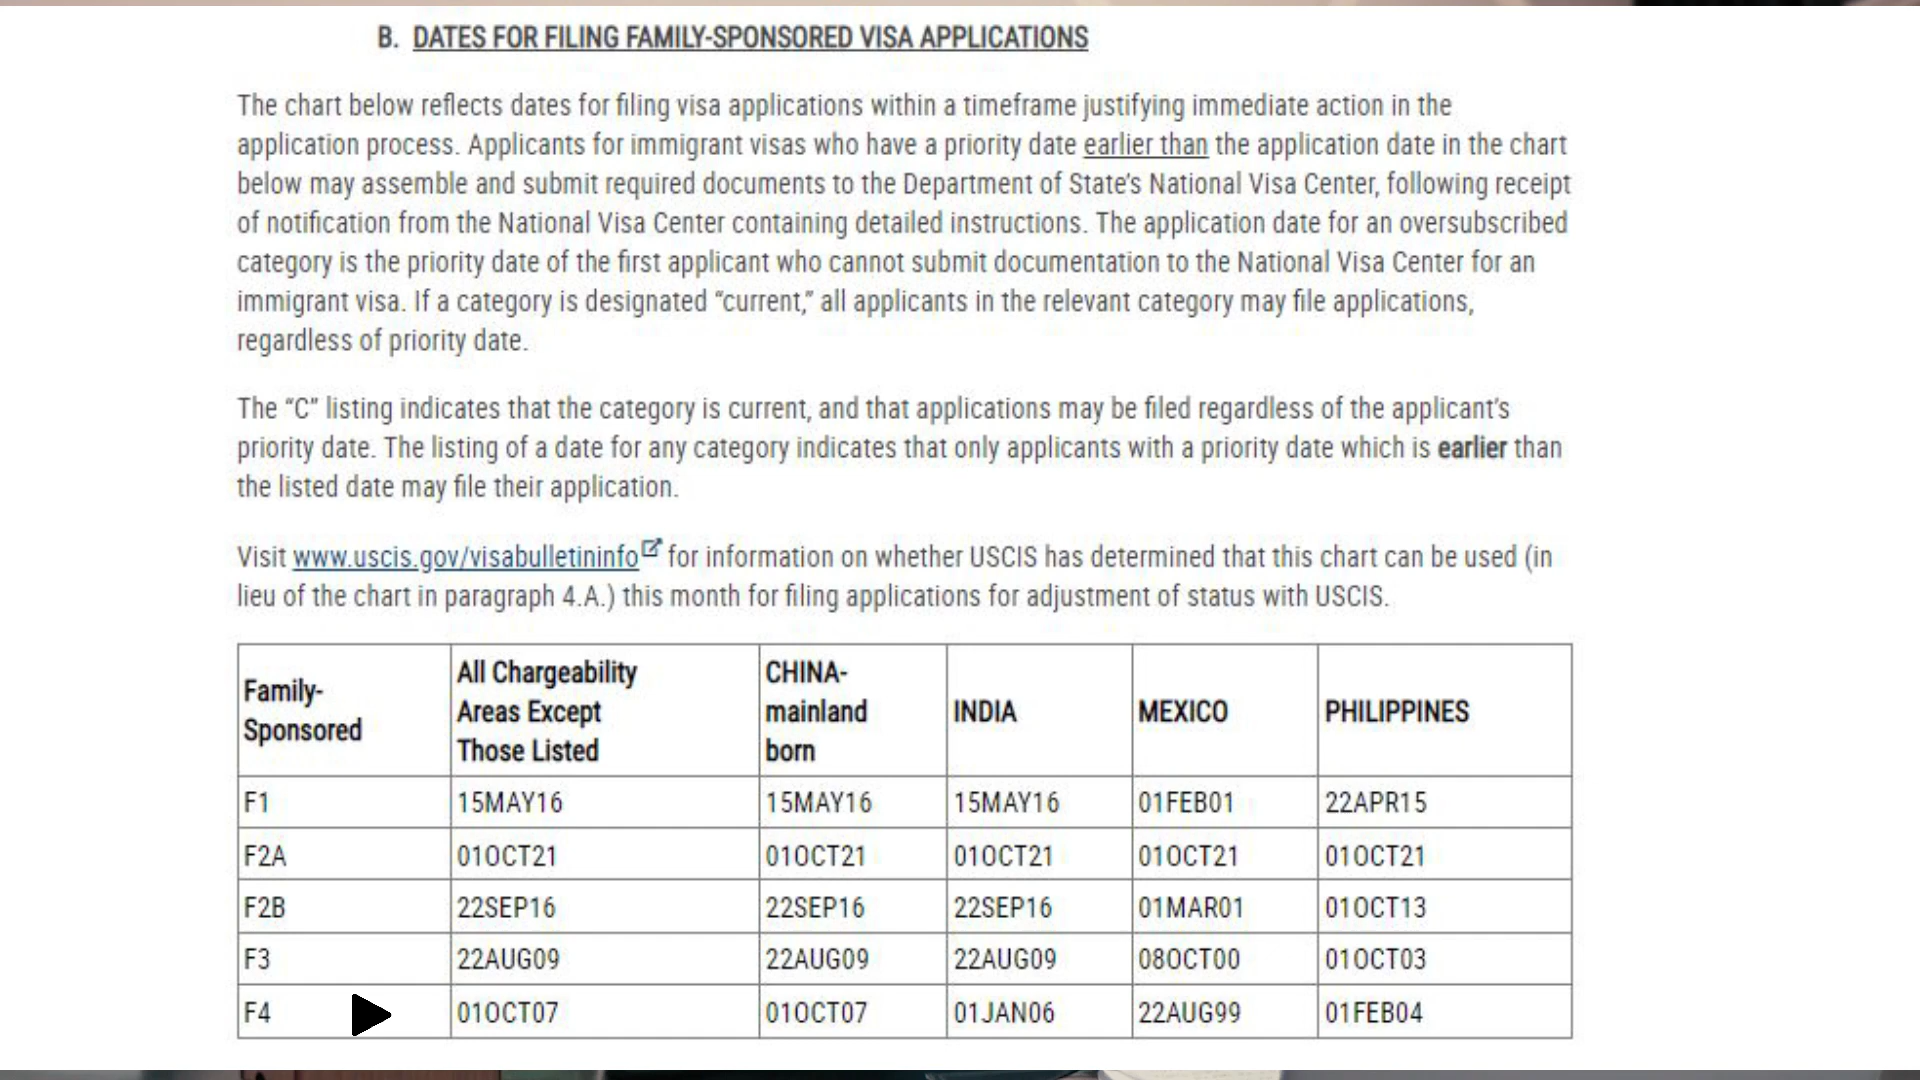 B. DATES FOR FILING FAMILY-SPONSORED VISA APPLICATIONS
The chart below reflects dates for filing visa applications within a timeframe justifying immediate action in the
application process. Applicants for immigrant visas who have a priority date earlier than the application date in the chart
below may assemble and submit required documents to the Department of State's National Visa Center, following receipt
of notification from the National Visa Center containing detailed instructions. The application date for an oversubscribed
category is the priority date of the first applicant who cannot submit documentation to the National Visa Center for an
immigrant visa. If a category is designated “current,” all applicants in the relevant category may file applications,
regardless of priority date.
The “C” listing indicates that the category is current, and that applications may be filed regardless of the applicant's
priority date. The listing of a date for any category indicates that only applicants with a priority date which is earlier than
the listed date may file their application.
Visit www.uscis.gov/visabulletininfo for information on whether USCIS has determined that this chart can be used (in
lieu of the chart in paragraph 4.A.) this month for filing applications for adjustment of status with USCIS.
Family-
Sponsored
All Chargeability
Areas Except
Those Listed
CHINA-
mainland
born
INDIA
MEXICO
PHILIPPINES
F1 15MAY16 15MAY16 15MAY16 01FEB01 22APR15
F2A 01OCT21 01OCT21 01OCT21 01OCT21 01OCT21
F2B 22SEP16 22SEP16 22SEP16 01MAR01 01OCT13
F3 22AUG09 22AUG09 22AUG09 08OCT00 01OCT03
F4 01OCT07 01OCT07 01JAN06 22AUG99 01FEB04